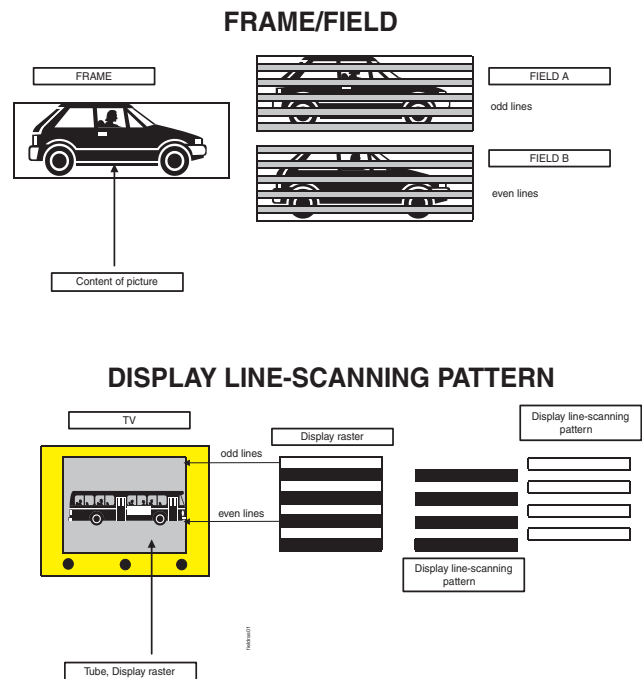 FRAME/FIELD
FRAME
FIELD A
odd lines
FIELD B
even lines
Content of picture
DISPLAY LINE-SCANNING PATTERN
TV
Display raster
Display line-scanning
pattern
odd lines
even lines
Display line-scanning
pattern
Tube, Display raster